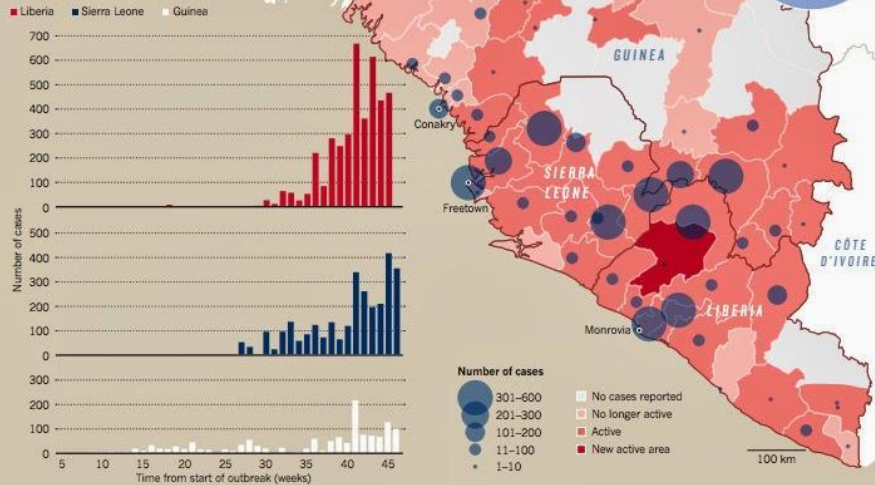 Liberia Sierra Leone Guinea
700
600
500
400
300
200
100
0
500
400
300
200
100
0
300
200
100
0
5 10 15 20 25 30 35 40 45
Time from start of outbreak (weeks)
Number of cases
GUINEA
Conakry
SIERRA
LEONE
Freetown
CÔTE
D'IVOIRE
LIBERIA
Monrovia
Number of cases
301–600
201–300
101–200
11–100
1–10
No cases reported
No longer active
Active
New active area
100 km